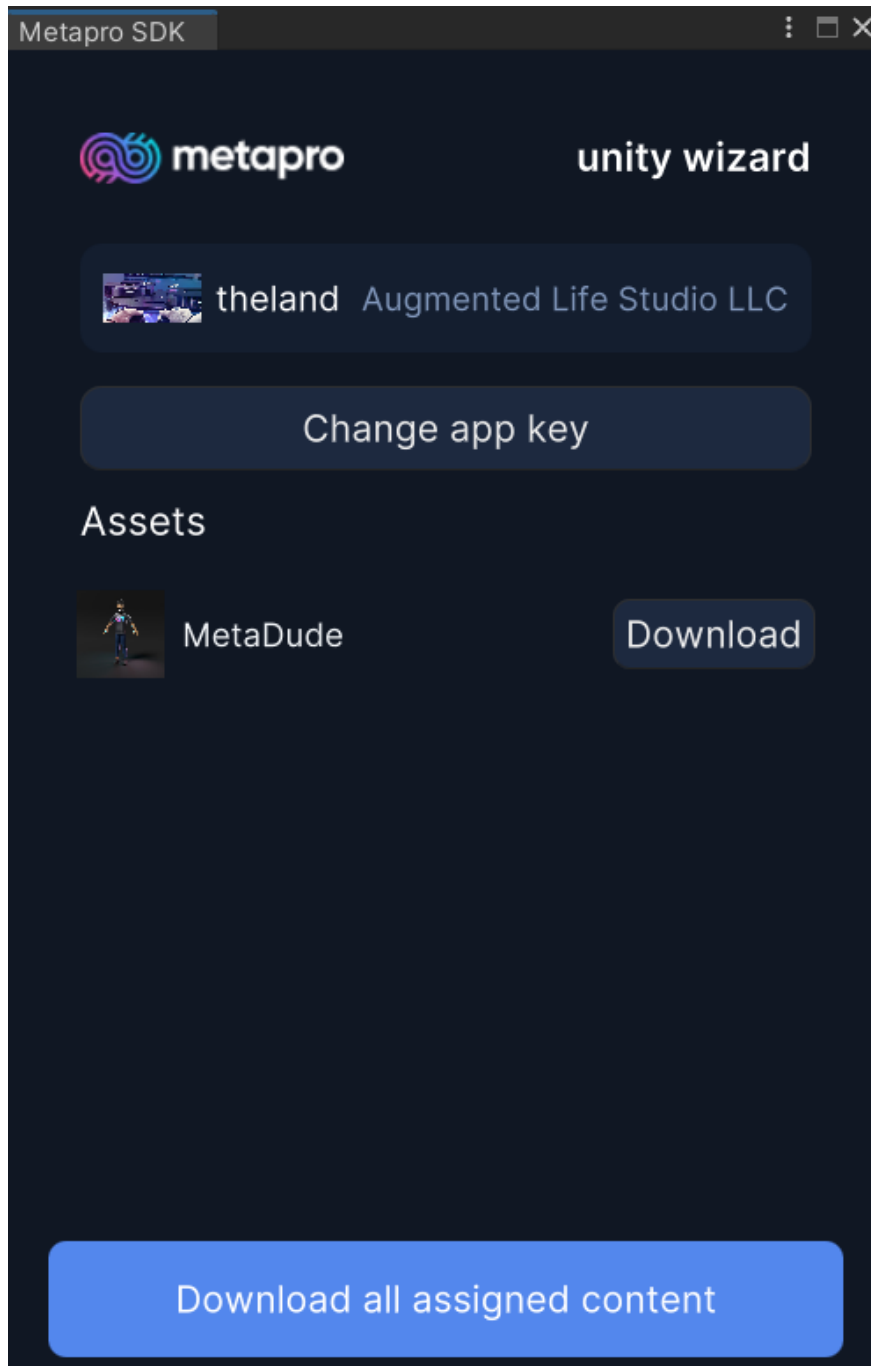 Metapro SDK
metapro unity wizard
theland Augmented Life Studio LLC
Change app key
Assets
MetaDude Download
Download all assigned content